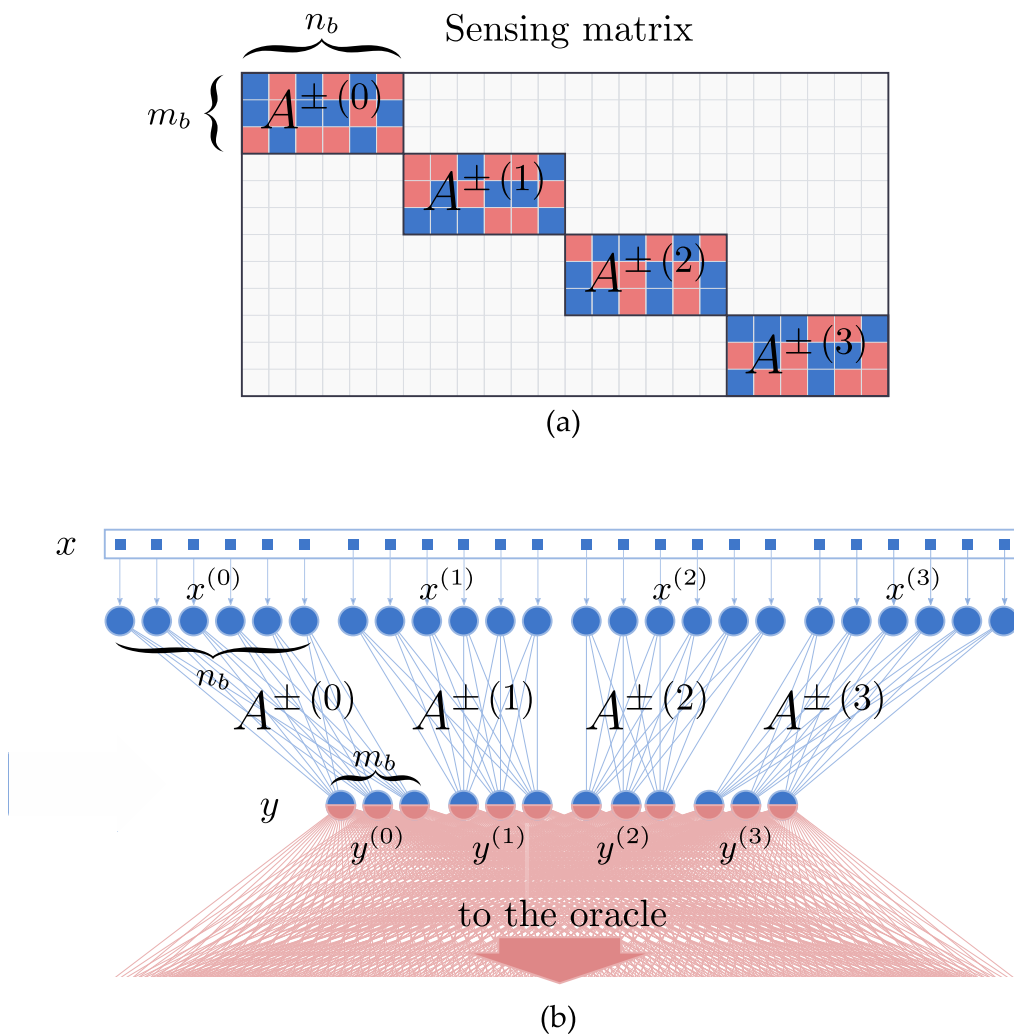 n_b Sensing matrix
m_b
A^{± (0)}
A^{± (1)}
A^{± (2)}
A^{± (3)}
(a)
x
x^{(0)} x^{(1)} x^{(2)} x^{(3)}
n_b
A^{± (0)} A^{± (1)} A^{± (2)} A^{± (3)}
m_b
y
y^{(0)} y^{(1)} y^{(2)} y^{(3)}
to the oracle
(b)